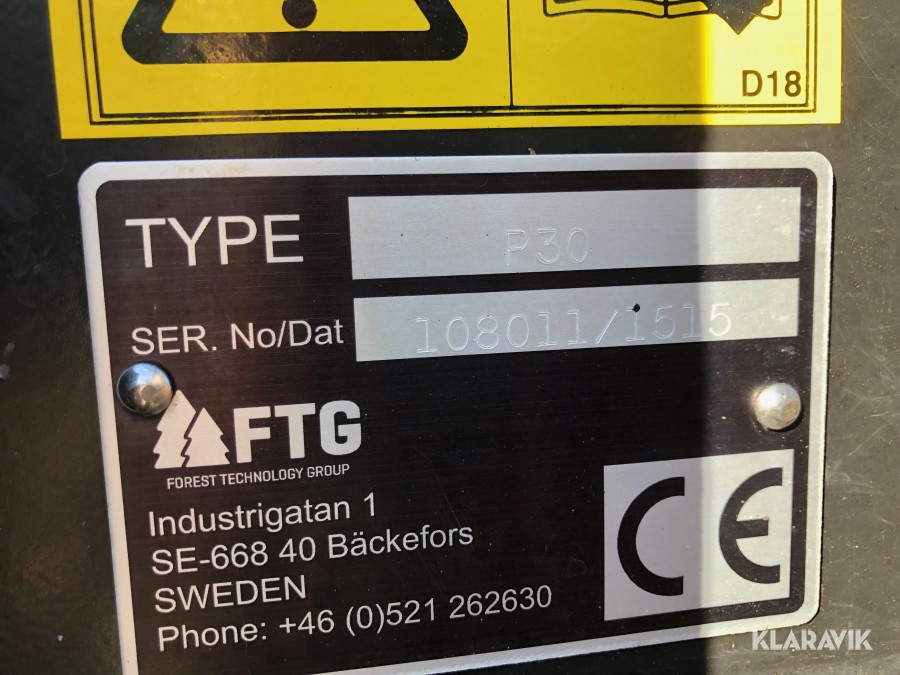 D18
TYPE P30
SER. No/Dat 108011/1515
FTG
FOREST TECHNOLOGY GROUP
Industrigatan 1
SE-668 40 Bäckefors
SWEDEN
Phone: +46 (0)521 262630
CE
KLARAVIK